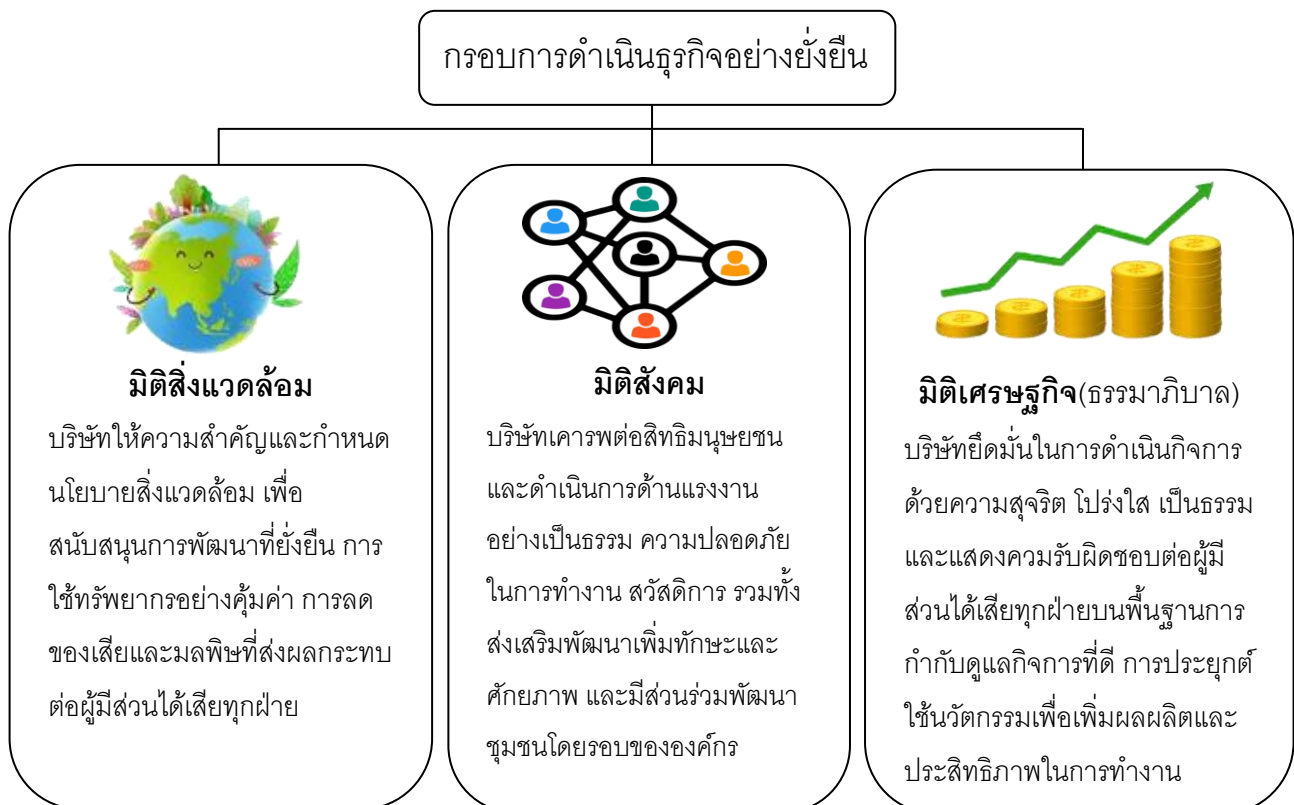 กรอบการดำเนินธุรกิจอย่างยั่งยืน
มิติสิ่งแวดล้อม
บริษัทให้ความสำคัญและกำหนด
นโยบายสิ่งแวดล้อม เพื่อ
สนับสนุนการพัฒนาที่ยั่งยืน การ
ใช้ทรัพยากรอย่างคุ้มค่า การลด
ของเสียและมลพิษที่ส่งผลกระทบ
ต่อผู้มีส่วนได้เสียทุกฝ่าย
มิติสังคม
บริษัทเคารพต่อสิทธิมนุษยชน
และดำเนินการด้านแรงงาน
อย่างเป็นธรรม ความปลอดภัย
ในการทำงาน สวัสดิการ รวมทั้ง
ส่งเสริมพัฒนาเพิ่มทักษะและ
ศักยภาพ และมีส่วนร่วมพัฒนา
ชุมชนโดยรอบขององค์กร
มิติเศรษฐกิจ(ธรรมาภิบาล)
บริษัทยึดมั่นในการดำเนินกิจการ
ด้วยความสุจริต โปร่งใส เป็นธรรม
และแสดงควมรับผิดชอบต่อผู้มี
ส่วนได้เสียทุกฝ่ายบนพื้นฐานการ
กำกับดูแลกิจการที่ดี การประยุกต์
ใช้นวัตกรรมเพื่อเพิ่มผลผลิตและ
ประสิทธิภาพในการทำงาน